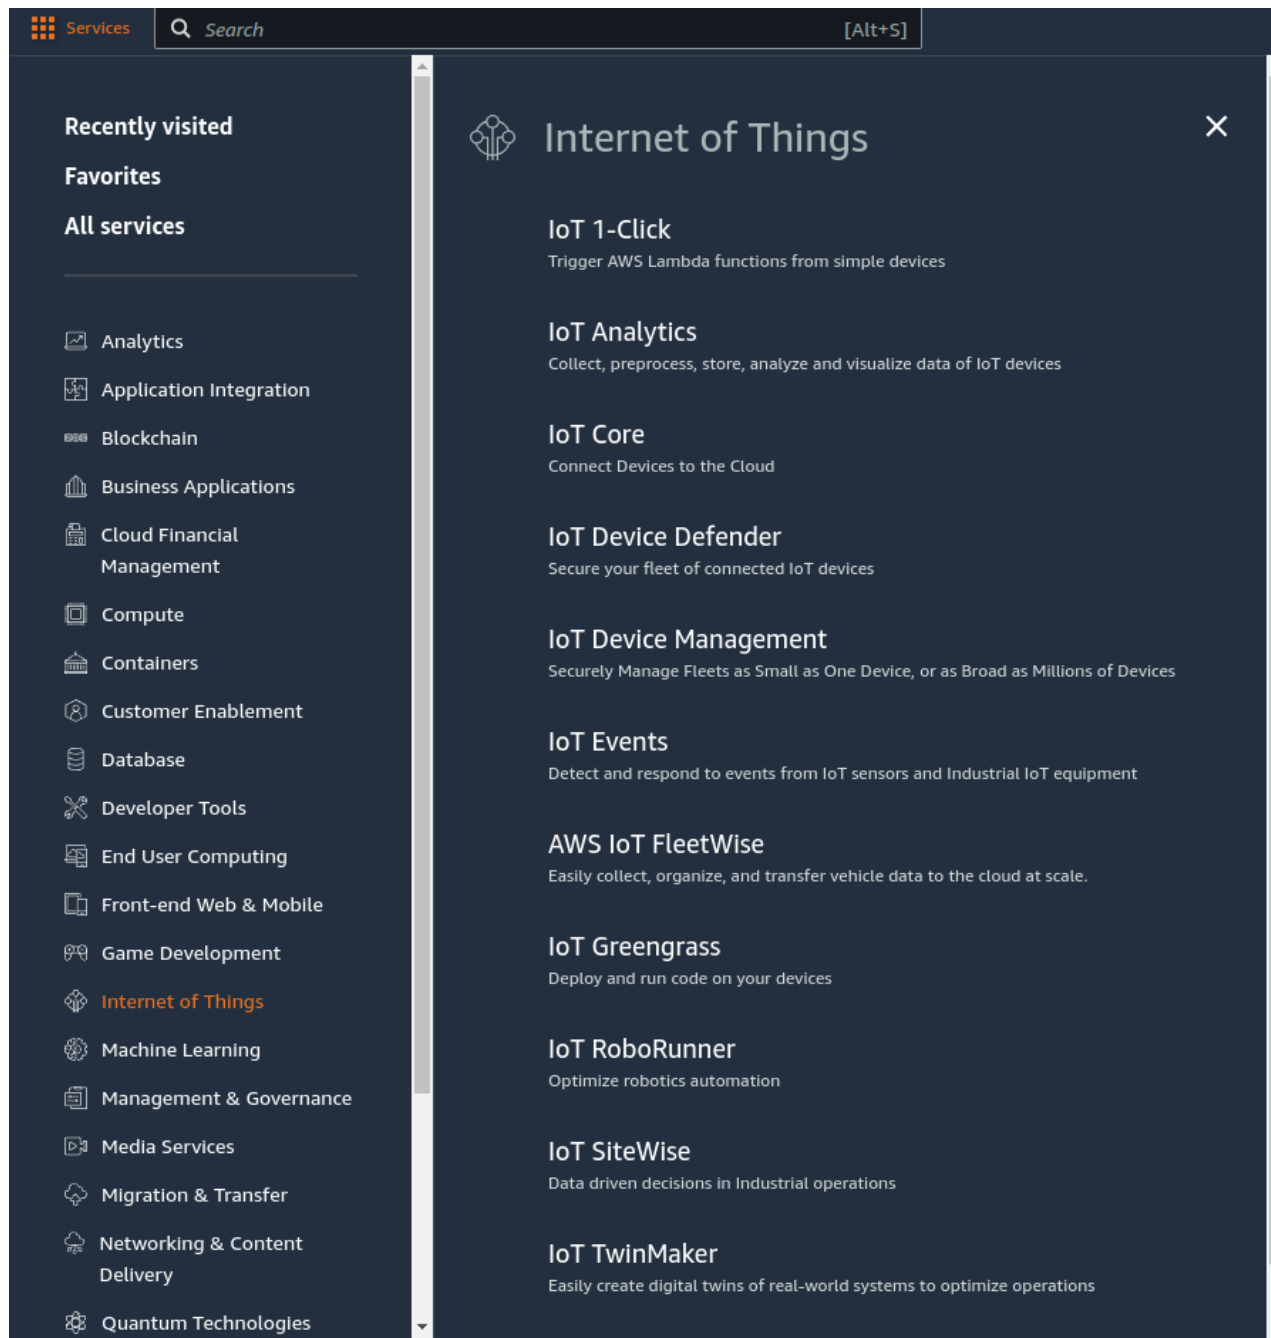 Services
Search
[Alt+S]
Recently visited
Favorites
All services
Analytics
Application Integration
Blockchain
Business Applications
Cloud Financial
Management
Compute
Containers
Customer Enablement
Database
Developer Tools
End User Computing
Front-end Web & Mobile
Game Development
Internet of Things
Machine Learning
Management & Governance
Media Services
Migration & Transfer
Networking & Content
Delivery
Quantum Technologies
Internet of Things
IoT 1-Click
Trigger AWS Lambda functions from simple devices
IoT Analytics
Collect, preprocess, store, analyze and visualize data of IoT devices
IoT Core
Connect Devices to the Cloud
IoT Device Defender
Secure your fleet of connected IoT devices
IoT Device Management
Securely Manage Fleets as Small as One Device, or as Broad as Millions of Devices
IoT Events
Detect and respond to events from IoT sensors and Industrial IoT equipment
AWS IoT FleetWise
Easily collect, organize, and transfer vehicle data to the cloud at scale.
IoT Greengrass
Deploy and run code on your devices
IoT RoboRunner
Optimize robotics automation
IoT SiteWise
Data driven decisions in Industrial operations
IoT TwinMaker
Easily create digital twins of real-world systems to optimize operations